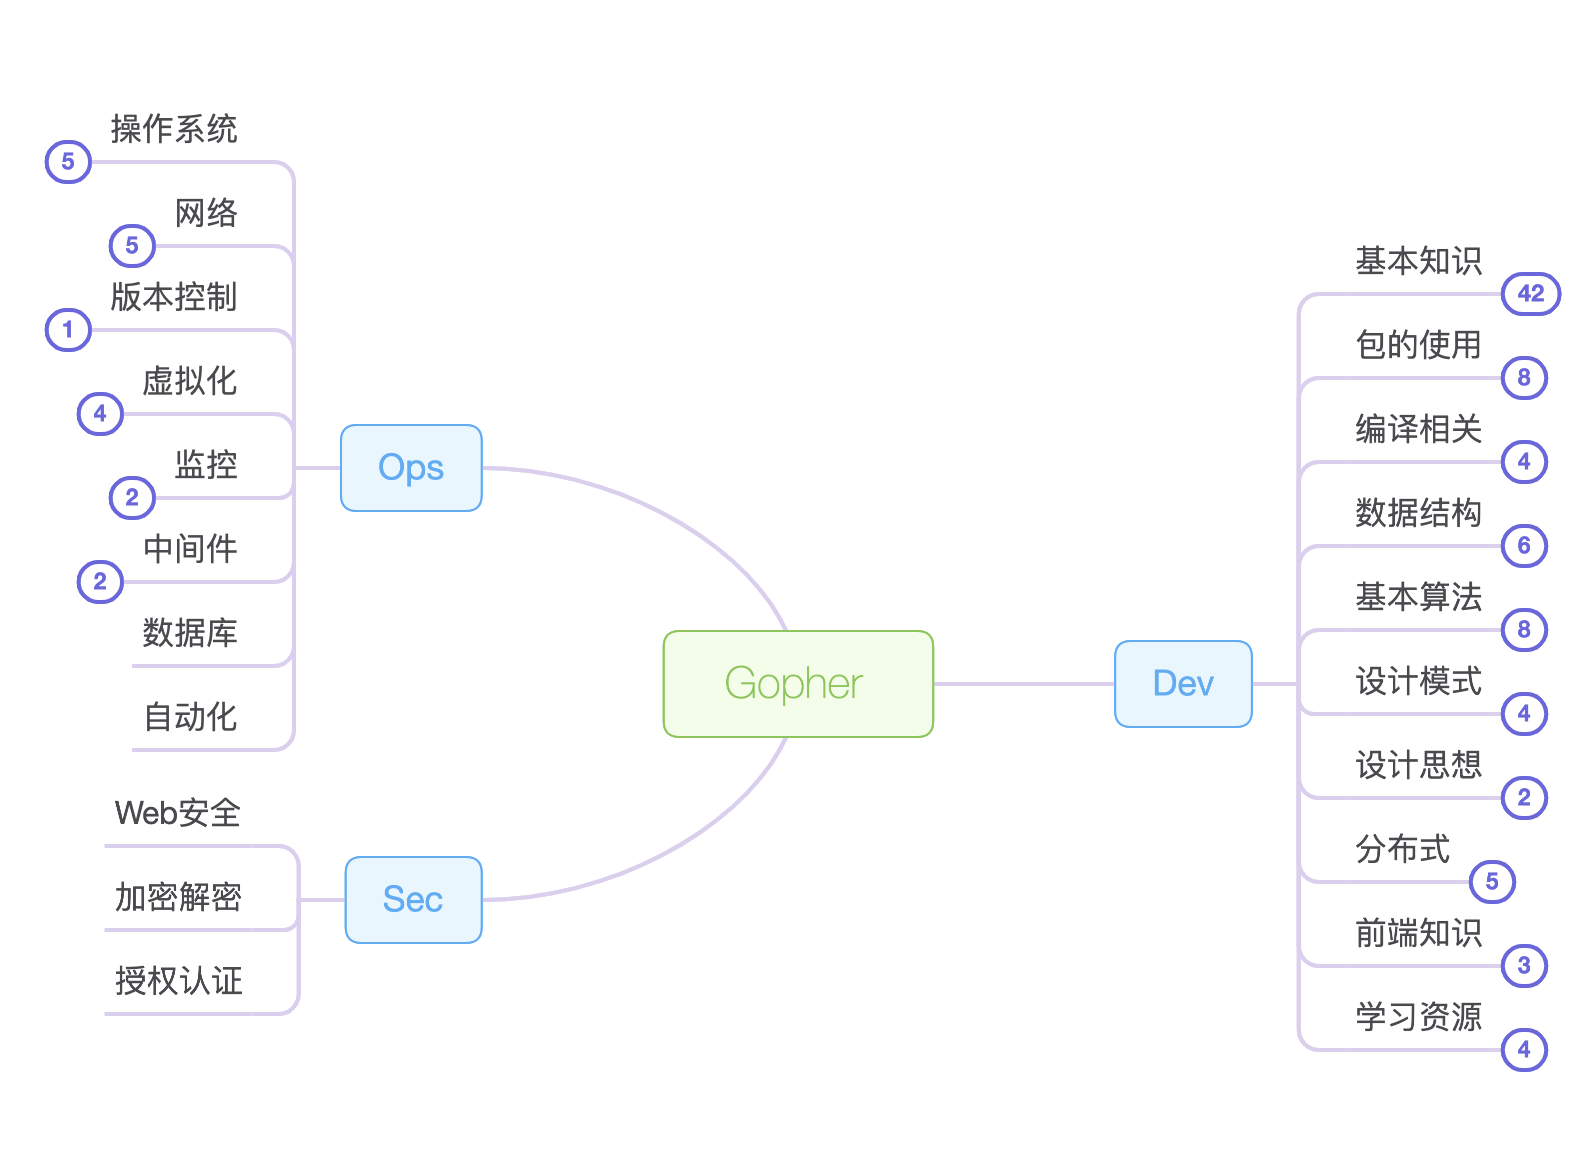 操作系统
5
网络
5
版本控制
1
虚拟化
4
监控
2
中间件
2
数据库
自动化
Ops
Web安全
加密解密
授权认证
Sec
Gopher
Dev
基本知识
42
包的使用
8
编译相关
4
数据结构
6
基本算法
8
设计模式
4
设计思想
2
分布式
5
前端知识
3
学习资源
4